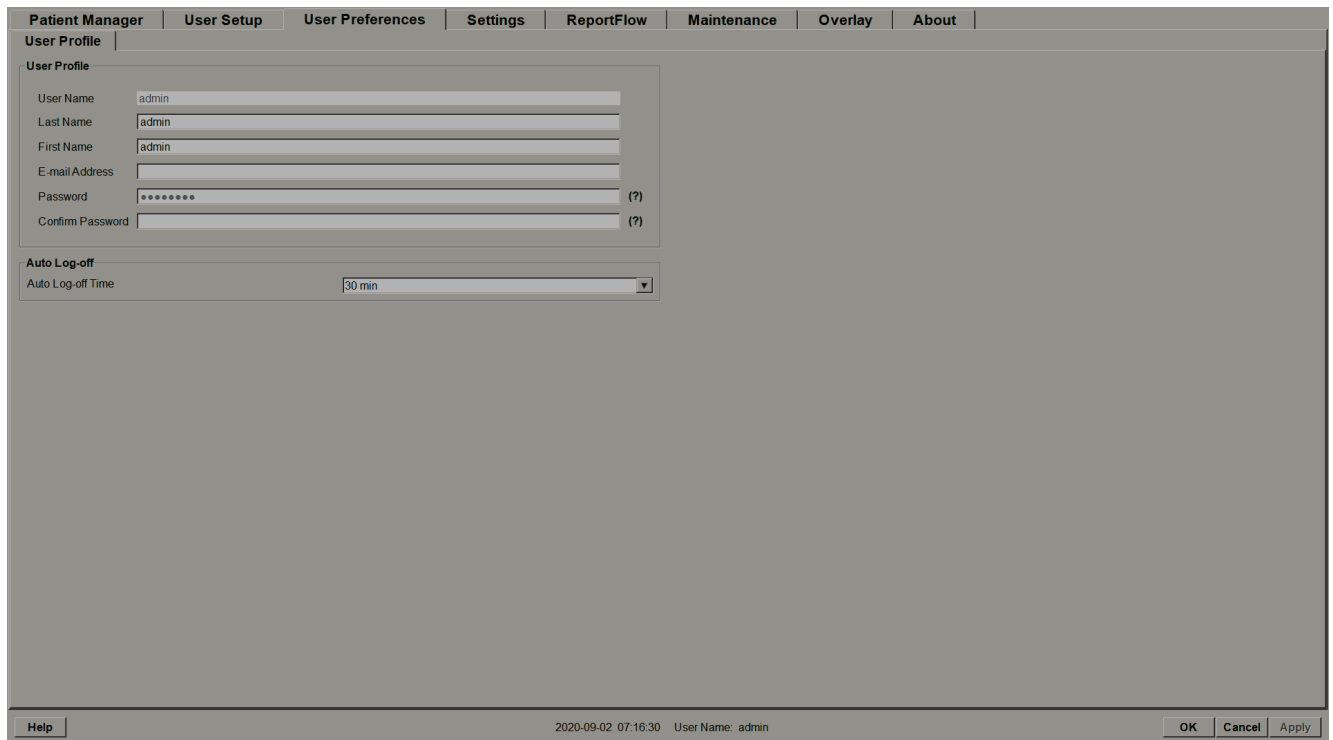 Patient Manager User Setup User Preferences Settings ReportFlow Maintenance Overlay About
User Profile
User Profile
User Name admin
Last Name admin
First Name admin
E-mail Address
Password ●●●●●●●● (?)
Confirm Password (?)
Auto Log-off
Auto Log-off Time 30 min
Help 2020-09-02 07:16:30 User Name: admin OK Cancel Apply